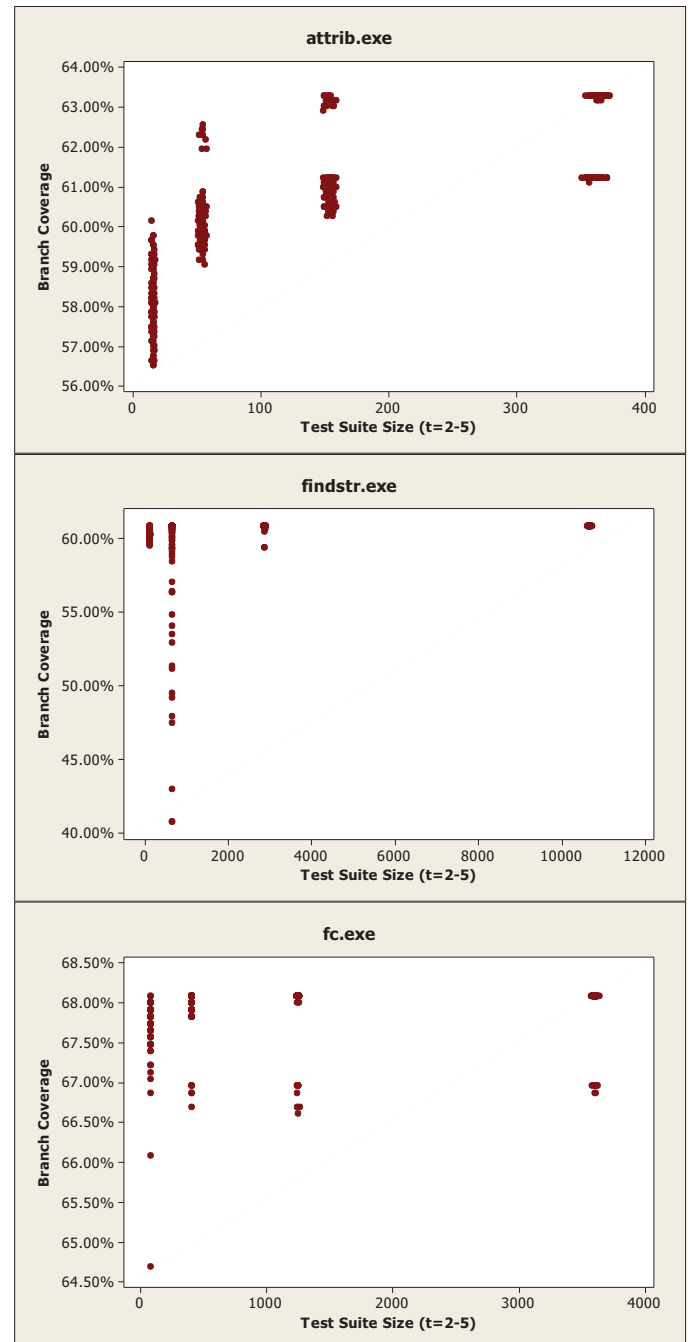 attrib.exe
64.00%
63.00%
62.00%
61.00%
60.00%
59.00%
58.00%
57.00%
56.00%
Branch Coverage
0 100 200 300 400
Test Suite Size (t=2-5)
findstr.exe
60.00%
55.00%
50.00%
45.00%
40.00%
Branch Coverage
0 2000 4000 6000 8000 10000 12000
Test Suite Size (t=2-5)
fc.exe
68.50%
68.00%
67.50%
67.00%
66.50%
66.00%
65.50%
65.00%
64.50%
Branch Coverage
0 1000 2000 3000 4000
Test Suite Size (t=2-5)